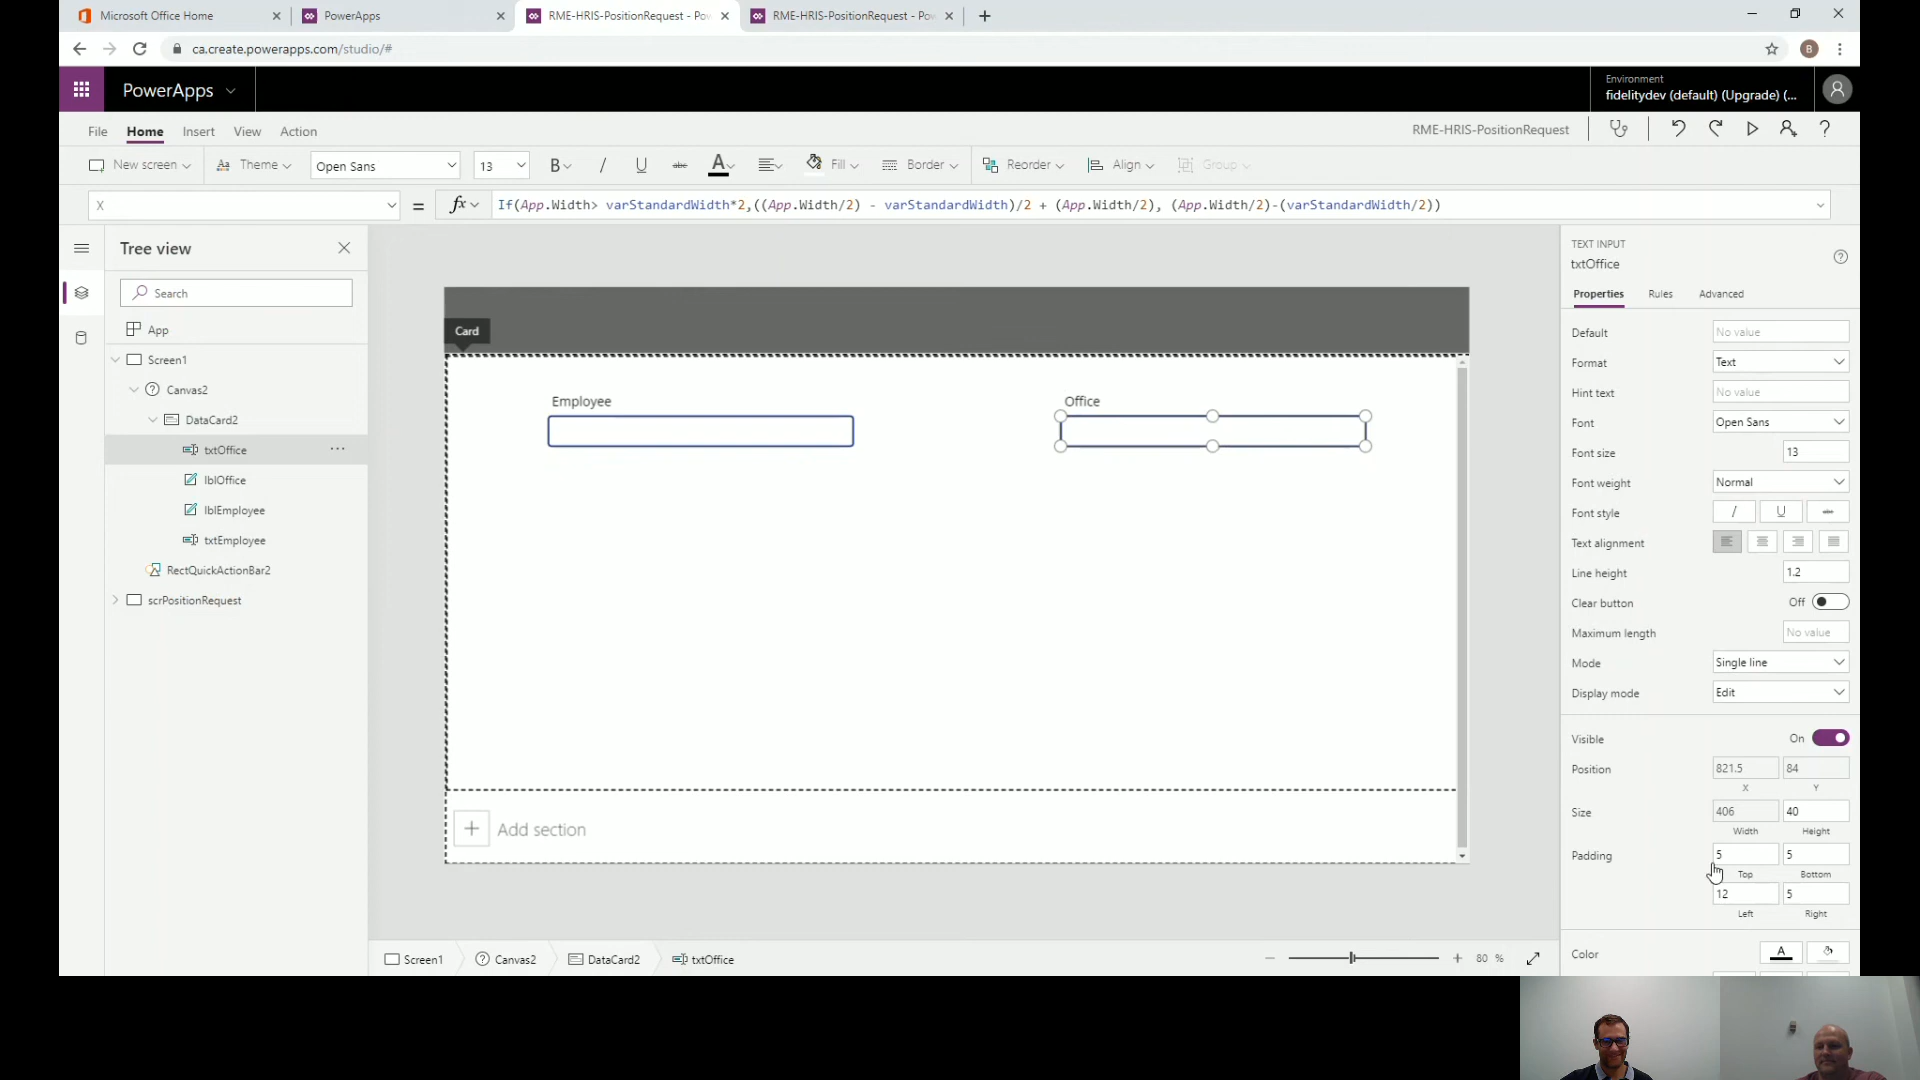 Microsoft Office Home
PowerApps
RME-HRIS-PositionRequest - Pov
RME-HRIS-PositionRequest - Po
ca.create.powerapps.com/studio/#
B
PowerApps
Environment
fidelitydev (default) (Upgrade) (...
File Home Insert View Action
RME-HRIS-PositionRequest
New screen Theme Open Sans 13 B / U abc A Fill Border Reorder Align Group
X = fx If(App.Width> varStandardWidth*2,((App.Width/2) - varStandardWidth)/2 + (App.Width/2), (App.Width/2)-(varStandardWidth/2))
Tree view
Search
App
Screen1
Canvas2
DataCard2
txtOffice ...
lblOffice
lblEmployee
txtEmployee
RectQuickActionBar2
scrPositionRequest
Card
Employee
Office
+ Add section
Screen1 Canvas2 DataCard2 txtOffice
80 %
TEXT INPUT
txtOffice
Properties Rules Advanced
Default No value
Format Text
Hint text No value
Font Open Sans
Font size 13
Font weight Normal
Font style / U
Text alignment
Line height 1.2
Clear button Off
Maximum length No value
Mode Single line
Display mode Edit
Visible On
Position 821.5 84
X Y
Size 406 40
Width Height
Padding 5 5
Top Bottom
12 5
Left Right
Color A